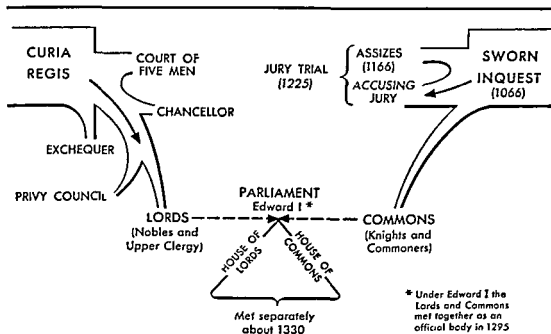 CURIA
REGIS
COURT OF
FIVE MEN
CHANCELLOR
EXCHEQUER
PRIVY COUNCIL
LORDS
(Nobles and
Upper Clergy)
JURY TRIAL
(1225)
ASSIZES
(1166)
ACCUSING
JURY
SWORN
INQUEST
(1066)
PARLIAMENT
Edward I *
COMMONS
(Knights and
Commoners)
HOUSE OF
LORDS
HOUSE OF
COMMONS
Met separately
about 1330
* Under Edward I the
Lords and Commons
met together as an
official body in 1295